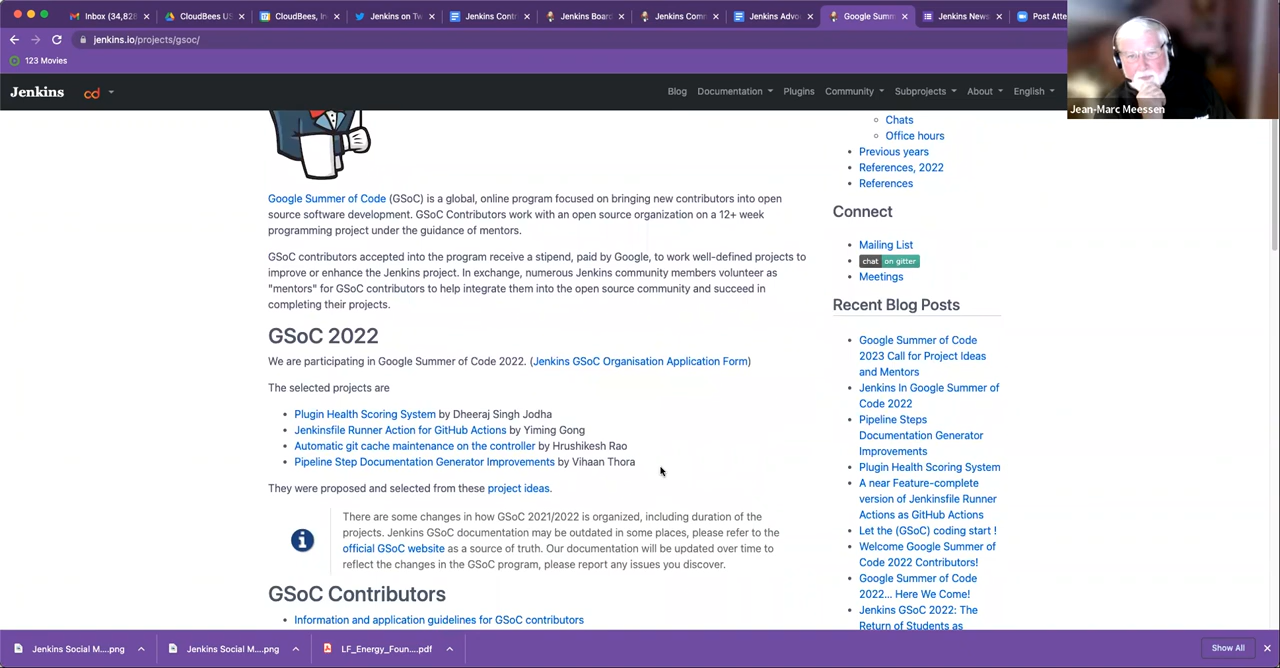 Inbox (34,828
CloudBees US
CloudBees, In
Jenkins on Tw
Jenkins Contr
Jenkins Board
Jenkins Comm
Jenkins Advo
Google Summ
Jenkins News
Post Atte
jenkins.io/projects/gsoc/
123 Movies
Jean-Marc Meessen
Jenkins
cd
Blog
Documentation
Plugins
Community
Subprojects
About
English
Google Summer of Code (GSoC) is a global, online program focused on bringing new contributors into open
source software development. GSoC Contributors work with an open source organization on a 12+ week
programming project under the guidance of mentors.
GSoC contributors accepted into the program receive a stipend, paid by Google, to work well-defined projects to
improve or enhance the Jenkins project. In exchange, numerous Jenkins community members volunteer as
"mentors" for GSoC contributors to help integrate them into the open source community and succeed in
completing their projects.
GSoC 2022
We are participating in Google Summer of Code 2022. (Jenkins GSoC Organisation Application Form)
The selected projects are
Plugin Health Scoring System by Dheeraj Singh Jodha
Jenkinsfile Runner Action for GitHub Actions by Yiming Gong
Automatic git cache maintenance on the controller by Hrushikesh Rao
Pipeline Step Documentation Generator Improvements by Vihaan Thora
They were proposed and selected from these project ideas.
There are some changes in how GSoC 2021/2022 is organized, including duration of the
projects. Jenkins GSoC documentation may be outdated in some places, please refer to the
official GSoC website as a source of truth. Our documentation will be updated over time to
reflect the changes in the GSoC program, please report any issues you discover.
GSoC Contributors
Information and application guidelines for GSoC contributors
Chats
Office hours
Previous years
References, 2022
References
Connect
Mailing List
chat on gitter
Meetings
Recent Blog Posts
Google Summer of Code
2023 Call for Project Ideas
and Mentors
Jenkins In Google Summer of
Code 2022
Pipeline Steps
Documentation Generator
Improvements
Plugin Health Scoring System
A near Feature-complete
version of Jenkinsfile Runner
Action as GitHub Actions
Let the (GSoC) coding start !
Welcome Google Summer of
Code 2022 Contributors!
Google Summer of Code
2022... Here We Come!
Jenkins GSoC 2022: The
Return of Students as
Jenkins Social M....png
Jenkins Social M....png
LF_Energy_Foun....pdf
Show All